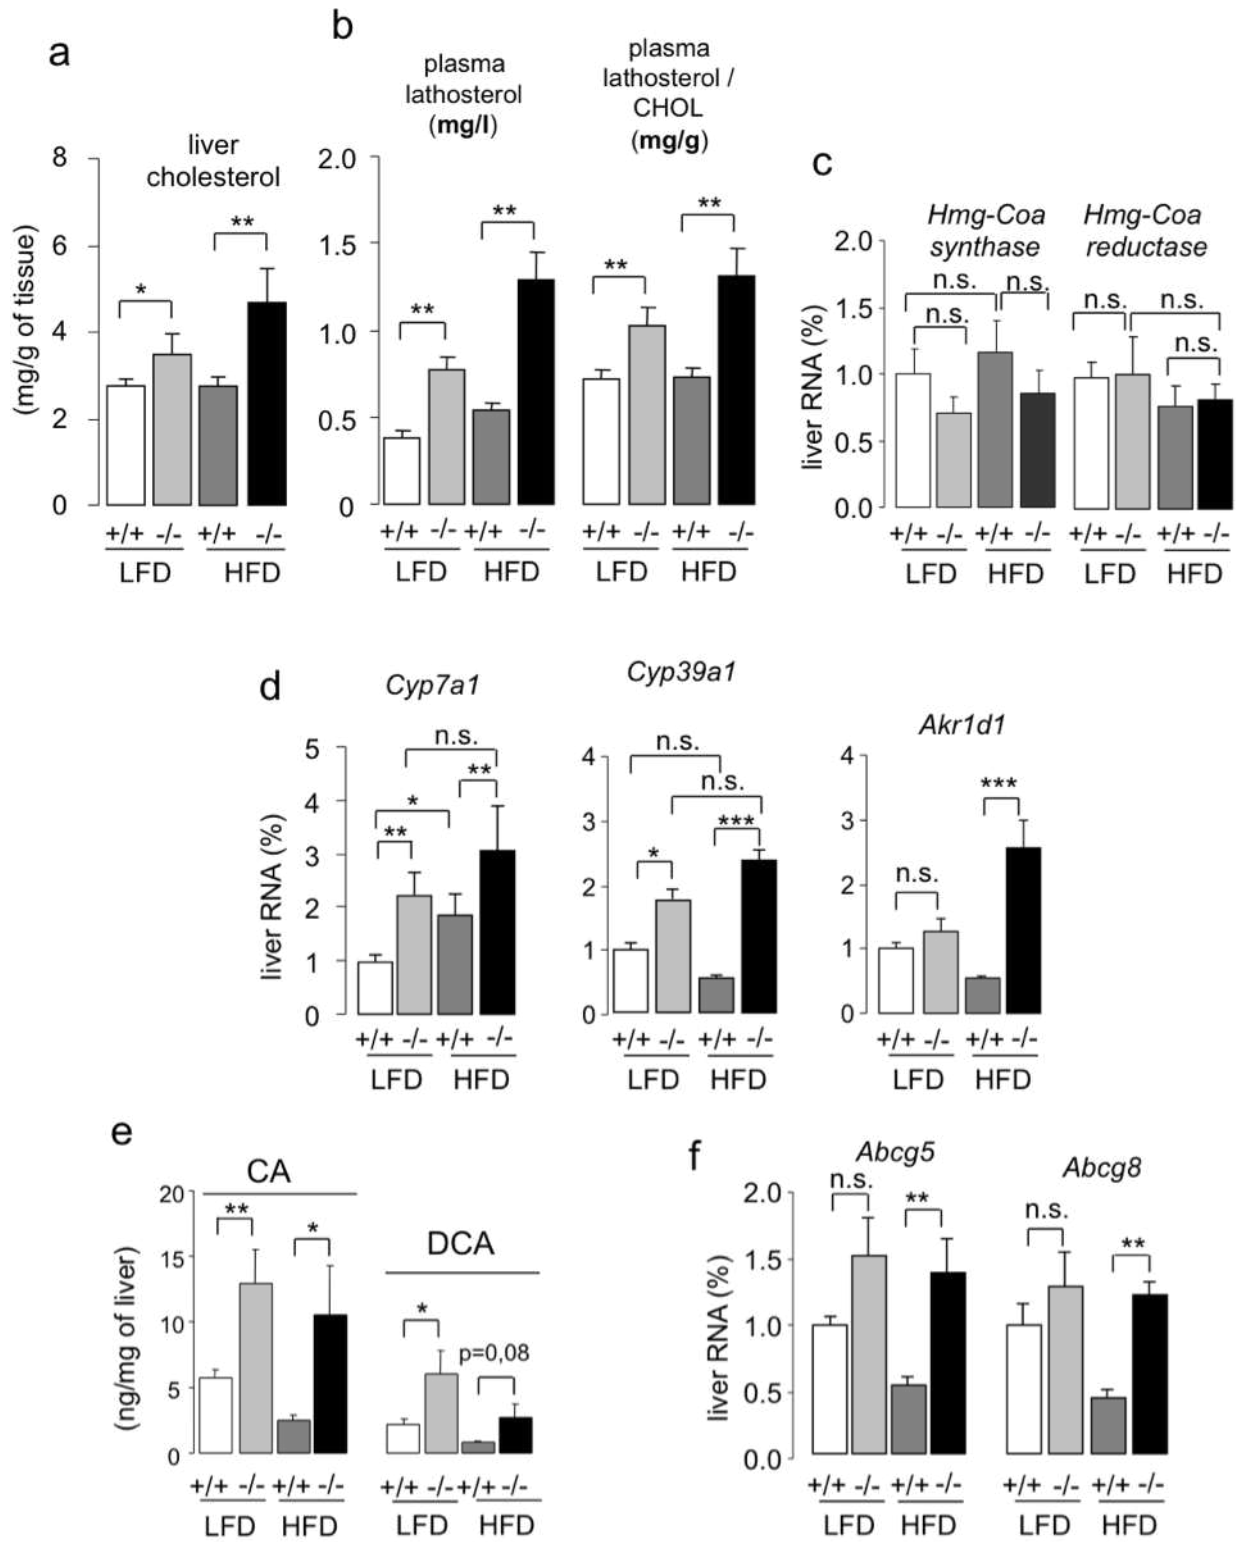 a
liver
cholesterol
(mg/g of tissue)
8
6
4
2
0
*
**
+/+ -/- +/+ -/-
LFD HFD
b
plasma
lathosterol
(mg/l)
plasma
lathosterol /
CHOL
(mg/g)
2.0
1.5
1.0
0.5
0
**
**
**
**
+/+ -/- +/+ -/- +/+ -/- +/+ -/-
LFD HFD LFD HFD
c
Hmg-Coa
synthase
Hmg-Coa
reductase
liver RNA (%)
2.0
1.5
1.0
0.5
0.0
n.s. n.s. n.s. n.s.
n.s. n.s.
+/+ -/- +/+ -/- +/+ -/- +/+ -/-
LFD HFD LFD HFD
d
Cyp7a1
liver RNA (%)
5
4
3
2
1
0
n.s.
**
*
**
+/+ -/- +/+ -/-
LFD HFD
Cyp39a1
4
3
2
1
0
n.s.
n.s.
***
*
+/+ -/- +/+ -/-
LFD HFD
Akr1d1
4
3
2
1
0
***
n.s.
+/+ -/- +/+ -/-
LFD HFD
e
CA
(ng/mg of liver)
20
15
10
5
0
**
*
+/+ -/- +/+ -/-
LFD HFD
DCA
*
p=0,08
+/+ -/- +/+ -/-
LFD HFD
f
Abcg5
liver RNA (%)
2.0
1.5
1.0
0.5
0.0
n.s.
**
+/+ -/- +/+ -/-
LFD HFD
Abcg8
n.s.
**
+/+ -/- +/+ -/-
LFD HFD